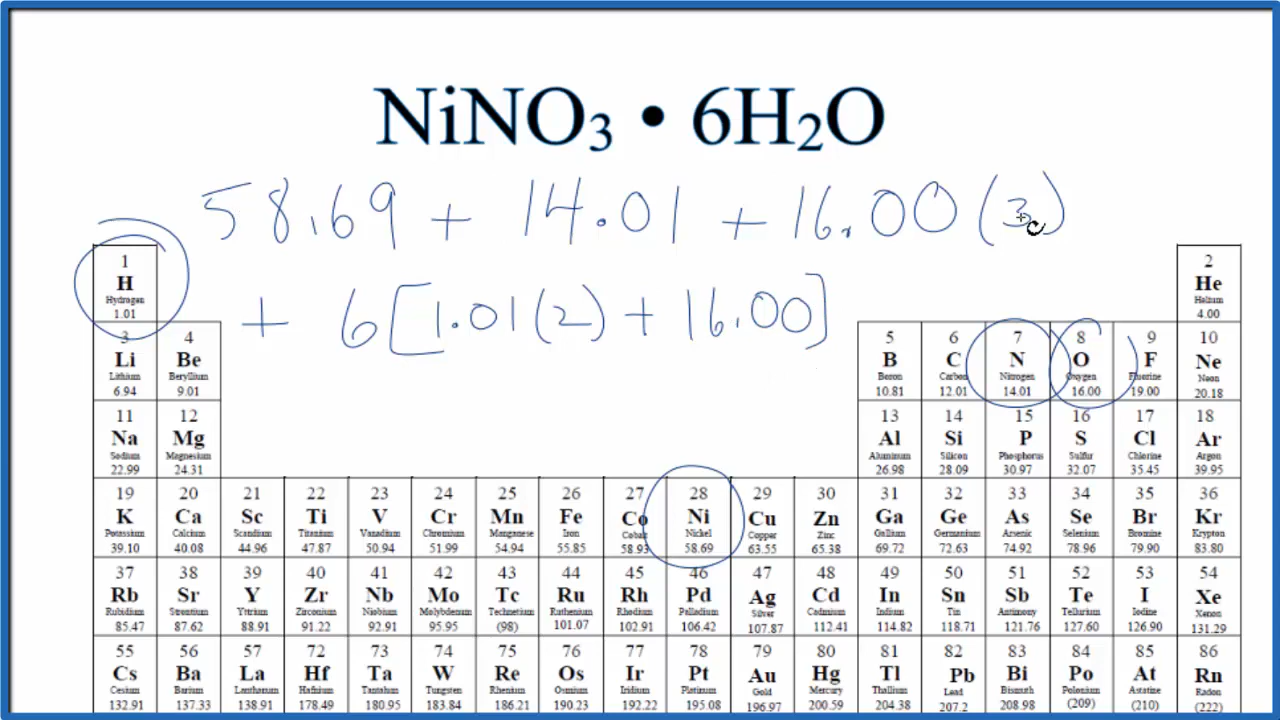 NiNO₃ • 6H₂O
58.69 + 14.01 + 16.00 (3)
+ 6[1.01(2) + 16.00]
1 2
H He
Hydrogen Helium
1.01 4.00
3 4 5 6 7 8 9 10
Li Be B C N O F Ne
Lithium Beryllium Boron Carbon Nitrogen Oxygen Fluorine Neon
6.94 9.01 10.81 12.01 14.01 16.00 19.00 20.18
11 12 13 14 15 16 17 18
Na Mg Al Si P S Cl Ar
Sodium Magnesium Aluminum Silicon Phosphorus Sulfur Chlorine Argon
22.99 24.31 26.98 28.09 30.97 32.07 35.45 39.95
19 20 21 22 23 24 25 26 27 28 29 30 31 32 33 34 35 36
K Ca Sc Ti V Cr Mn Fe Co Ni Cu Zn Ga Ge As Se Br Kr
Potassium Calcium Scandium Titanium Vanadium Chromium Manganese Iron Cobalt Nickel Copper Zinc Gallium Germanium Arsenic Selenium Bromine Krypton
39.10 40.08 44.96 47.87 50.94 51.99 54.94 55.85 58.93 58.69 63.55 65.38 69.72 72.63 74.92 78.96 79.90 83.80
37 38 39 40 41 42 43 44 45 46 47 48 49 50 51 52 53 54
Rb Sr Y Zr Nb Mo Tc Ru Rh Pd Ag Cd In Sn Sb Te I Xe
Rubidium Strontium Yttrium Zirconium Niobium Molybdenum Technetium Ruthenium Rhodium Palladium Silver Cadmium Indium Tin Antimony Tellurium Iodine Xenon
85.47 87.62 88.91 91.22 92.91 95.95 (98) 101.07 102.91 106.42 107.87 112.41 114.82 118.71 121.76 127.60 126.90 131.29
55 56 57 72 73 74 75 76 77 78 79 80 81 82 83 84 85 86
Cs Ba La Hf Ta W Re Os Ir Pt Au Hg Tl Pb Bi Po At Rn
Cesium Barium Lanthanum Hafnium Tantalum Tungsten Rhenium Osmium Iridium Platinum Gold Mercury Thallium Lead Bismuth Polonium Astatine Radon
132.91 137.33 138.91 178.49 180.95 183.84 186.21 190.23 192.22 195.08 196.97 200.59 204.38 207.2 208.98 (209) (210) (222)